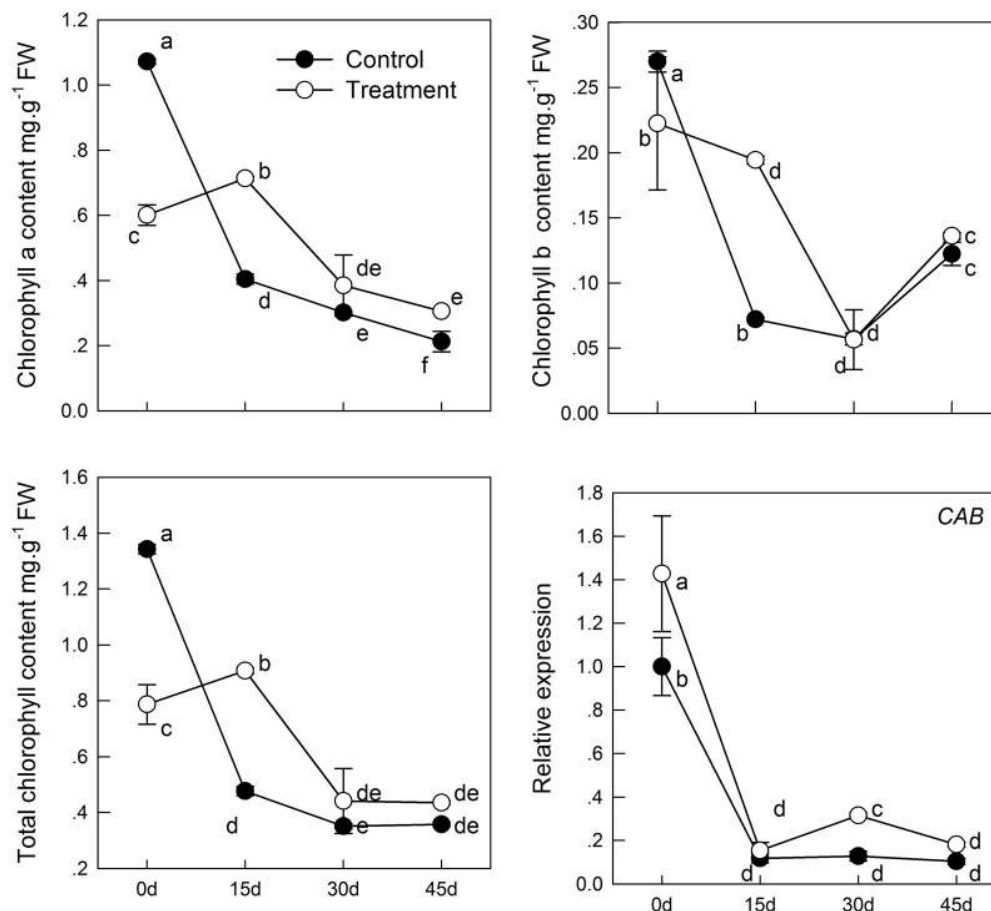 Chlorophyll a content mg.g⁻¹ FW
1.2
1.0
.8
.6
.4
.2
0.0
Control
Treatment
a
b
c
d
de
e
e
f
Chlorophyll b content mg.g⁻¹ FW
.30
.25
.20
.15
.10
.05
0.00
a
b
d
b
d
d
c
c
Total chlorophyll content mg.g⁻¹ FW
1.6
1.4
1.2
1.0
.8
.6
.4
.2
a
b
c
d
de
e
de
de
0d
15d
30d
45d
Relative expression
1.8
1.6
1.4
1.2
1.0
.8
.6
.4
.2
0.0
CAB
a
b
d
c
d
d
d
d
0d
15d
30d
45d